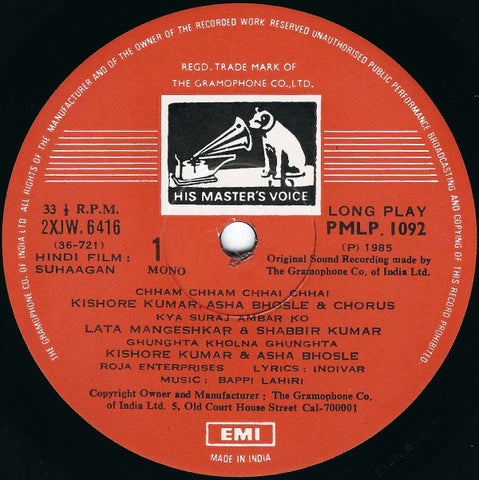 ALL RIGHTS OF THE MANUFACTURER AND OF THE OWNER OF THE RECORDED WORK RESERVED UNAUTHORISED PUBLIC PERFORMANCE BROADCASTING AND COPYING OF THIS RECORD PROHIBITED
THE GRAMOPHONE CO. OF INDIA LTD
REGD. TRADE MARK OF
THE GRAMOPHONE CO., LTD.
HIS MASTER'S VOICE
33 ⅓ R.P.M.
2XJW. 6416
(36-721)
HINDI FILM :
SUHAAGAN
1
MONO
LONG PLAY
PMLP. 1092
(P) 1985
Original Sound Recording made by
The Gramophone Co. of India Ltd.
CHHAM CHHAM CHHAI CHHAI
KISHORE KUMAR, ASHA BHOSLE & CHORUS
KYA SURAJ AMBAR KO
LATA MANGESHKAR & SHABBIR KUMAR
GHUNGHTA KHOLNA GHUNGHTA
KISHORE KUMAR & ASHA BHOSLE
ROJA ENTERPRISES LYRICS: INDIVAR
MUSIC: BAPPI LAHIRI
Copyright Owner and Manufacturer : The Gramophone Co.
of India Ltd. 5, Old Court House Street Cal-700001
EMI
MADE IN INDIA